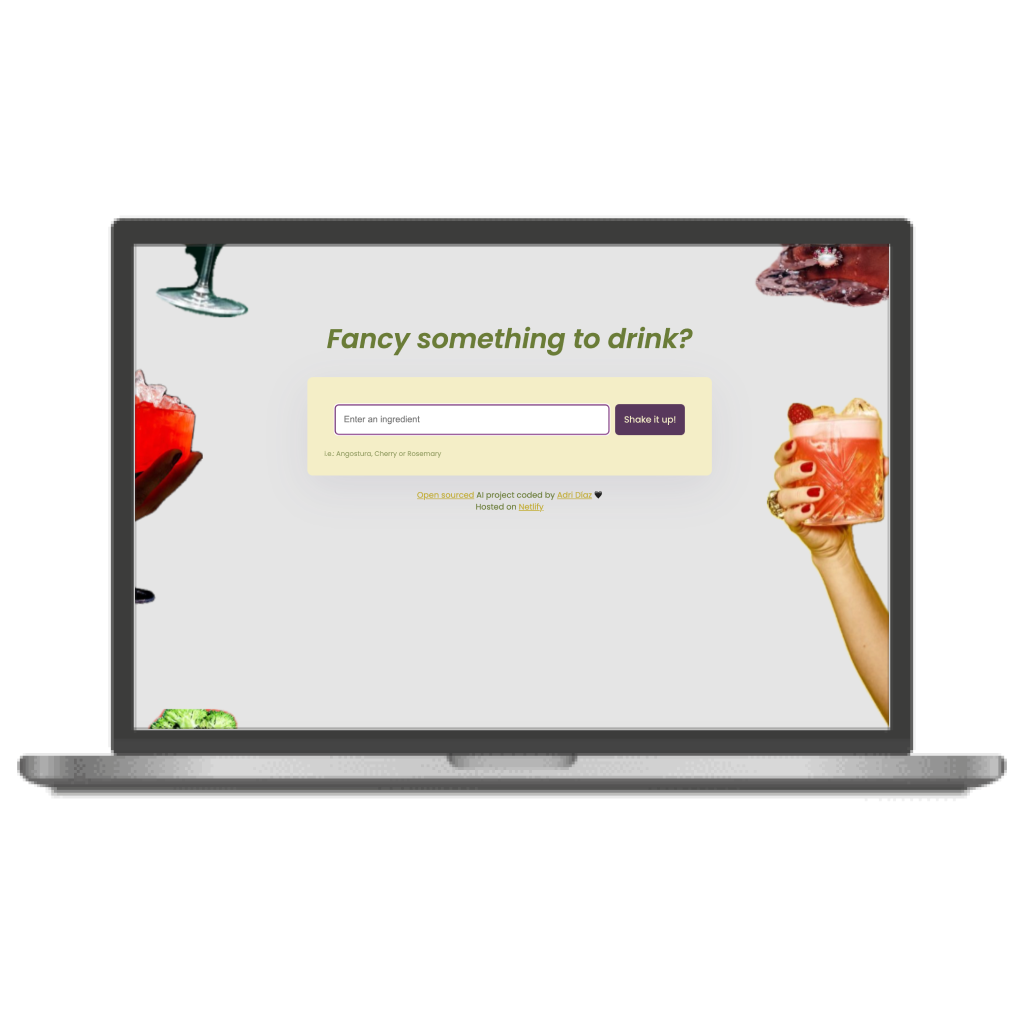 Fancy something to drink?
Enter an ingredient
Shake it up!
i.e.: Angostura, Cherry or Rosemary
Open sourced AI project coded by Adri Diaz 🖤
Hosted on Netlify